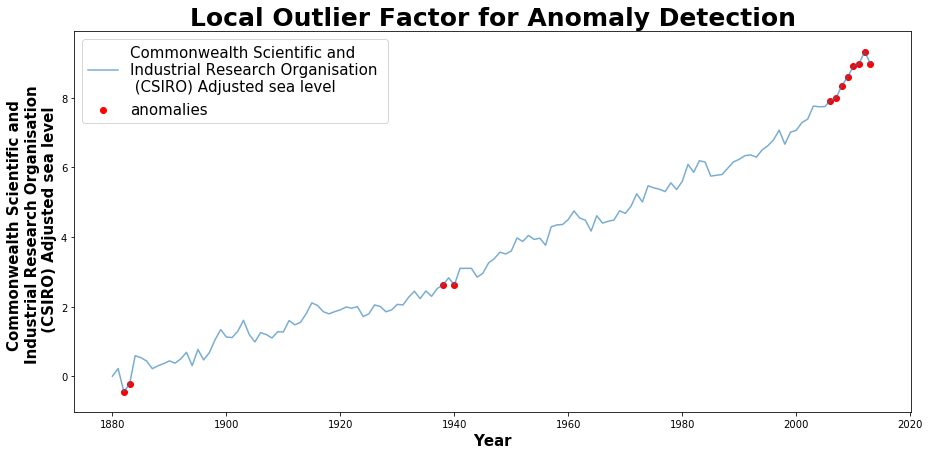 Local Outlier Factor for Anomaly Detection
Commonwealth Scientific and
Industrial Research Organisation
(CSIRO) Adjusted sea level
anomalies
Commonwealth Scientific and
Industrial Research Organisation
(CSIRO) Adjusted sea level
8
6
4
2
0
1880 1900 1920 1940 1960 1980 2000 2020
Year